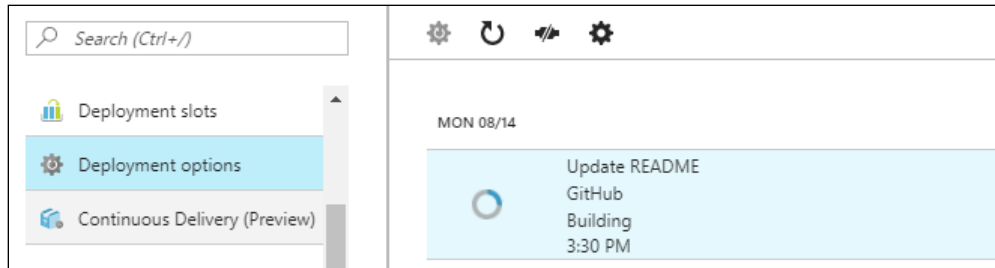 Search (Ctrl+/)
Deployment slots
Deployment options
Continuous Delivery (Preview)
MON 08/14
Update README
GitHub
Building
3:30 PM